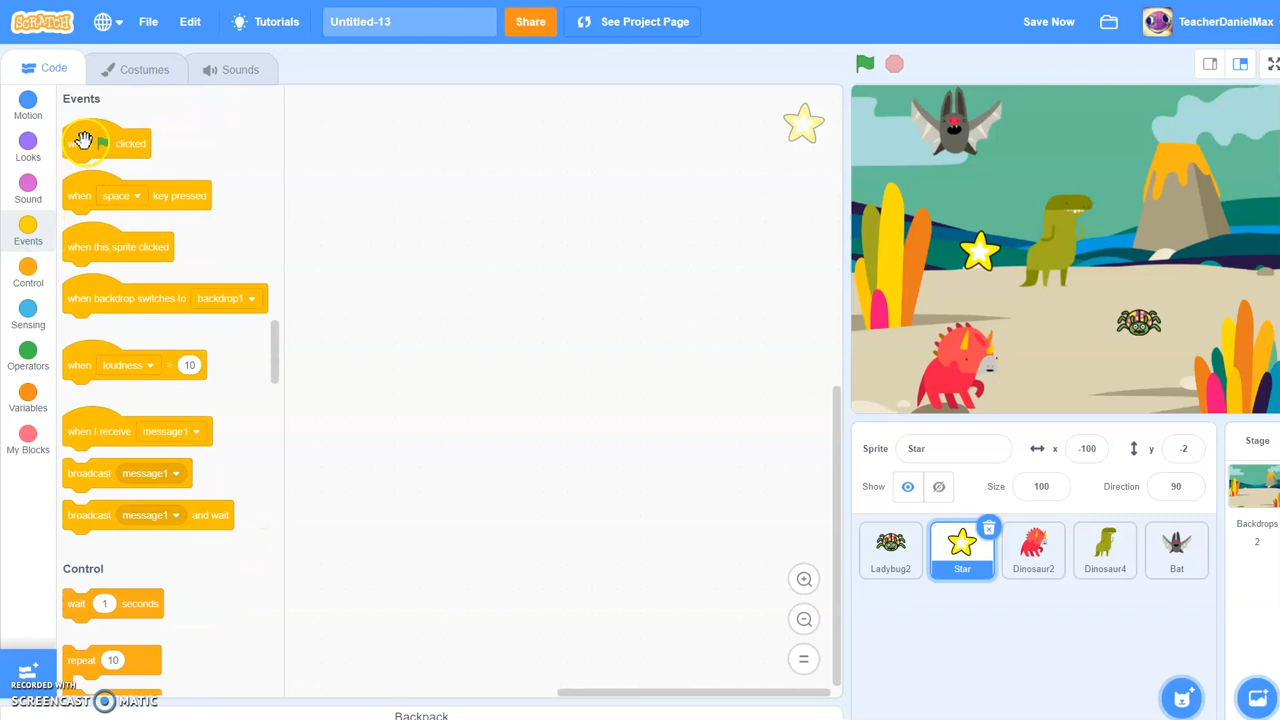 SCRATCH File Edit Tutorials Untitled-13 Share See Project Page Save Now TeacherDanielMax
Code Costumes Sounds
Motion
Looks
Sound
Events
Control
Sensing
Operators
Variables
My Blocks
Events
clicked
when space key pressed
when this sprite clicked
when backdrop switches to backdrop1
when loudness > 10
when I receive message1
broadcast message1
broadcast message1 and wait
Control
wait 1 seconds
repeat 10
Sprite Star x -100 y -2
Show Size 100 Direction 90
Ladybug2 Star Dinosaur2 Dinosaur4 Bat
Stage
Backdrops
2
Backpack
RECORDED WITH
SCREENCAST MATIC